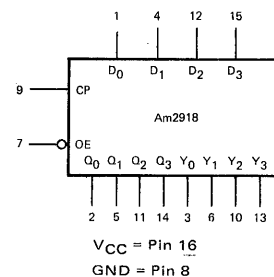 1 4 12 15
D0 D1 D2 D3
9 CP
Am2918
7 OE
Q0 Q1 Q2 Q3 Y0 Y1 Y2 Y3
2 5 11 14 3 6 10 13
VCC = Pin 16
GND = Pin 8